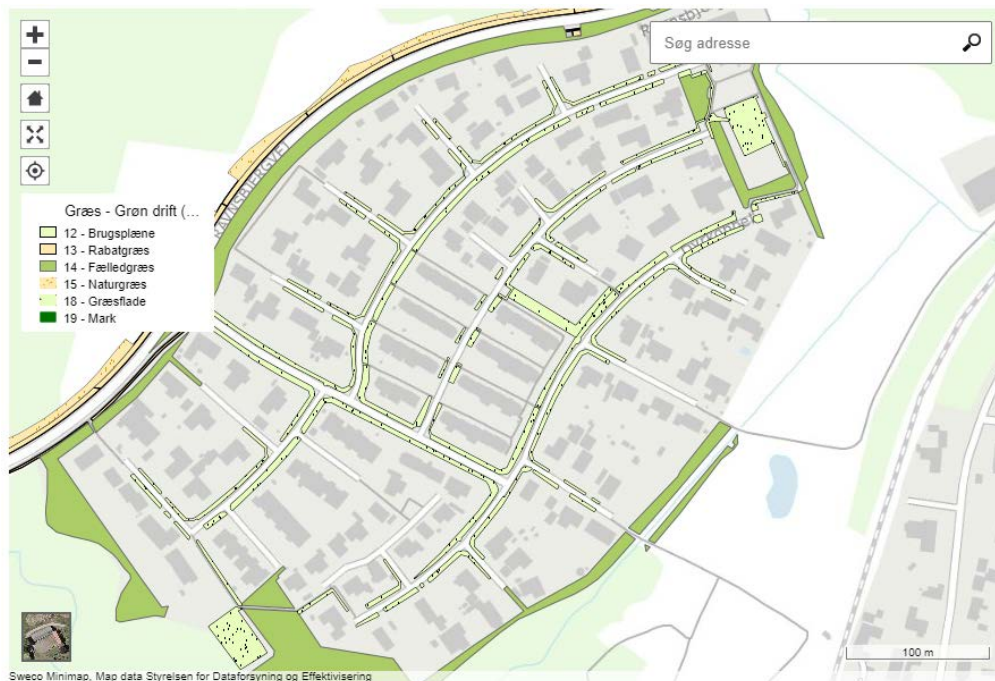 Søg adresse
RAVNSBJERGVEJ
Græs - Grøn drift (...
12 - Brugsplæne
13 - Rabatgræs
14 - Fælledgræs
15 - Naturgræs
18 - Græsflade
19 - Mark
100 m
Sweco Minimap, Map data Styrelsen for Dataforsyning og Effektivisering